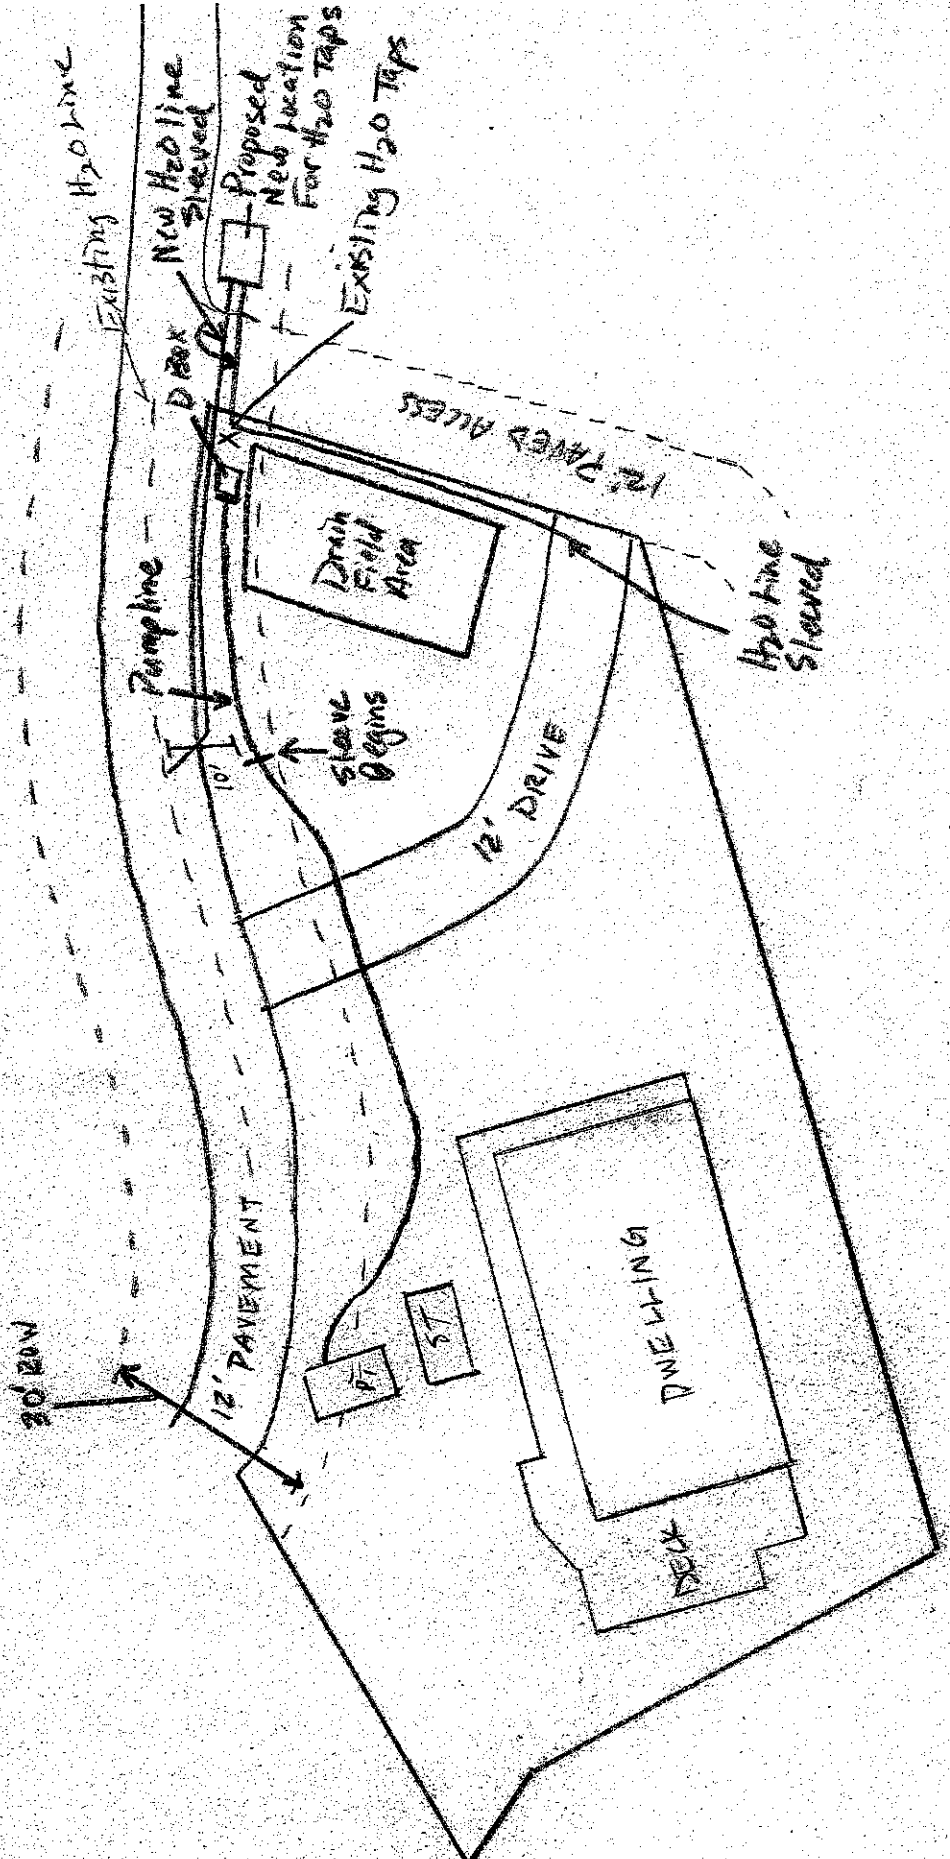 Existing H2O Line
New H2O line
Sleeved
Proposed
New Location
For H2O Taps
Existing H2O Taps
D Box
Pumpline
X
10'
Sleeve
Begins
Drain
Field
Area
12' PAVED ACCESS
H2O Line
Sleeved
12' DRIVE
30' ROW
12' PAVEMENT
PT
ST
DWELLING
DECK